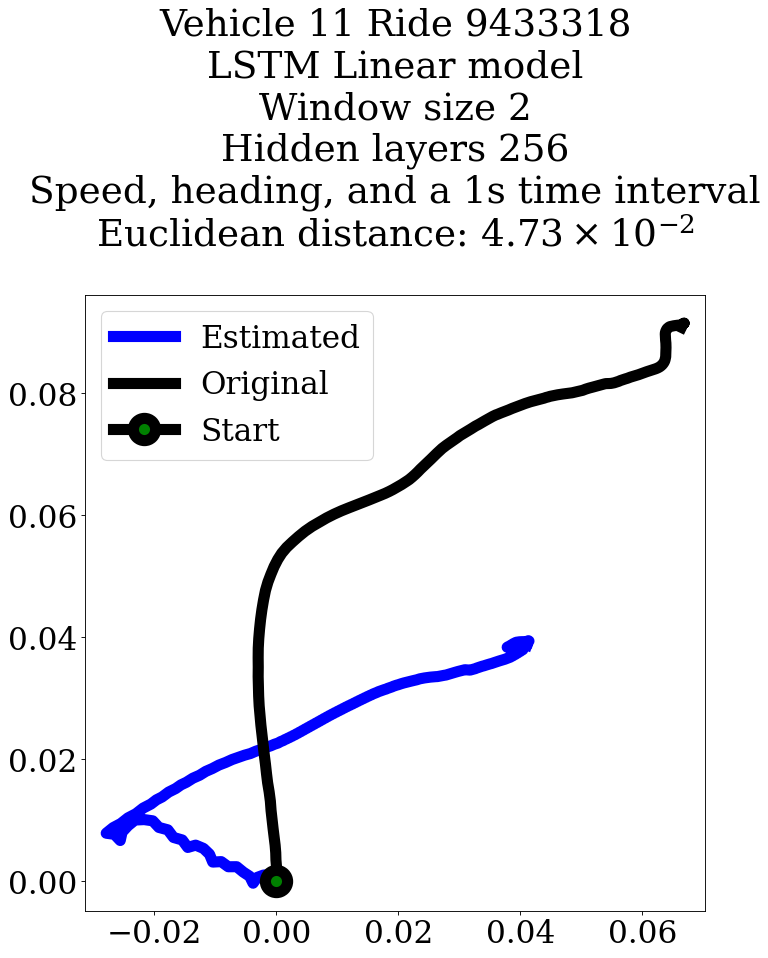 Vehicle 11 Ride 9433318
LSTM Linear model
Window size 2
Hidden layers 256
Speed, heading, and a 1s time interval
Euclidean distance: 4.73 × 10⁻²
Estimated
Original
Start
0.08
0.06
0.04
0.02
0.00
−0.02 0.00 0.02 0.04 0.06